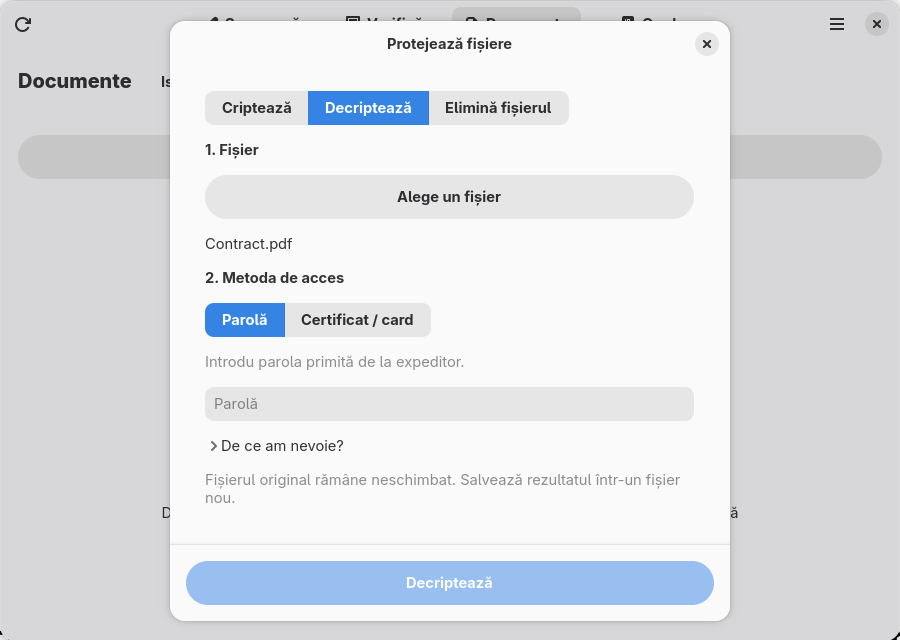 Protejează fișiere
Documente
Criptează
Decriptează
Elimină fișierul
1. Fișier
Alege un fișier
Contract.pdf
2. Metoda de acces
Parolă
Certificat / card
Introdu parola primită de la expeditor.
Parolă
De ce am nevoie?
Fișierul original rămâne neschimbat. Salvează rezultatul într-un fișier
nou.
Decriptează